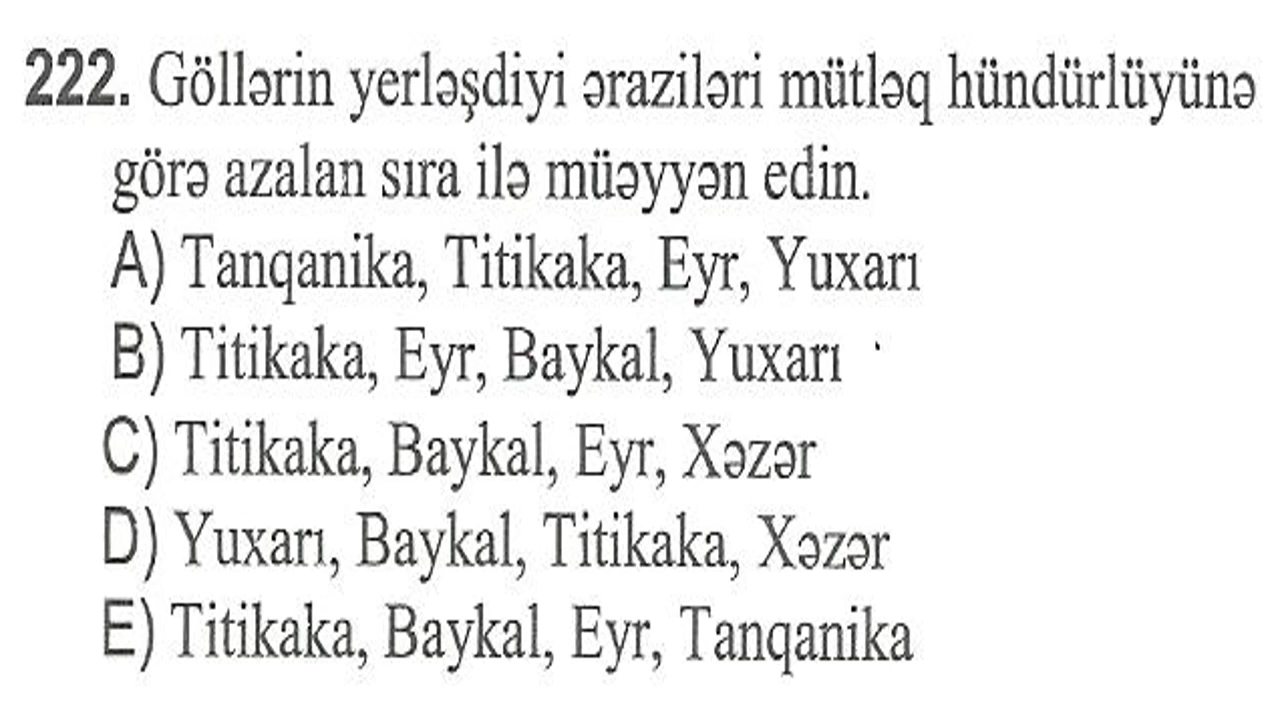 222. Göllərin yerləşdiyi əraziləri mütləq hündürlüyünə
görə azalan sıra ilə müəyyən edin.
A) Tanqanika, Titikaka, Eyr, Yuxarı
B) Titikaka, Eyr, Baykal, Yuxarı
C) Titikaka, Baykal, Eyr, Xəzər
D) Yuxarı, Baykal, Titikaka, Xəzər
E) Titikaka, Baykal, Eyr, Tanqanika